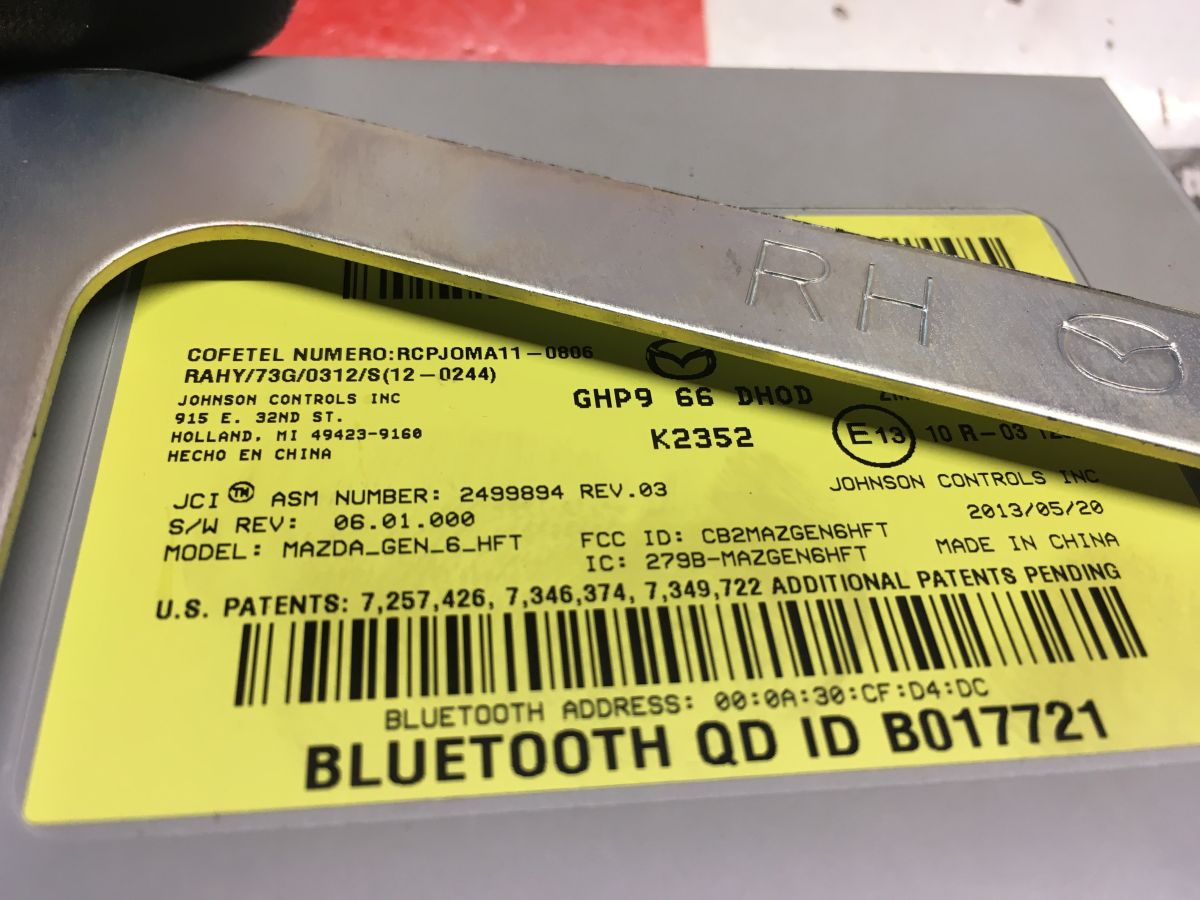 RH
COFETEL NUMERO:RCPJOMA11-0806
RAHY/73G/0312/S(12-0244)
JOHNSON CONTROLS INC
915 E. 32ND ST.
HOLLAND, MI 49423-9160
HECHO EN CHINA
GHP9 66 DH0D
K2352
E13 10 R-03
JOHNSON CONTROLS INC
2013/05/20
MADE IN CHINA
JCI™ ASM NUMBER: 2499894 REV.03
S/W REV: 06.01.000
MODEL: MAZDA_GEN_6_HFT
FCC ID: CB2MAZGEN6HFT
IC: 279B-MAZGEN6HFT
U.S. PATENTS: 7,257,426, 7,346,374, 7,349,722 ADDITIONAL PATENTS PENDING
BLUETOOTH ADDRESS: 00:0A:30:CF:D4:DC
BLUETOOTH QD ID B017721